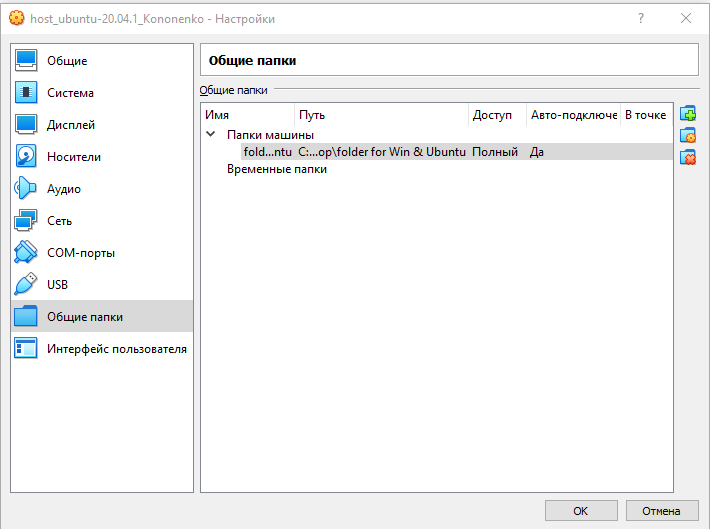 host_ubuntu-20.04.1_Kononenko - Настройки
Общие
Система
Дисплей
Носители
Аудио
Сеть
COM-порты
USB
Общие папки
Интерфейс пользователя
Общие папки
Общие папки
Имя Путь Доступ Авто-подключе В точке
Папки машины
fold...ntu C:...op\folder for Win & Ubuntu Полный Да
Временные папки
OK Отмена